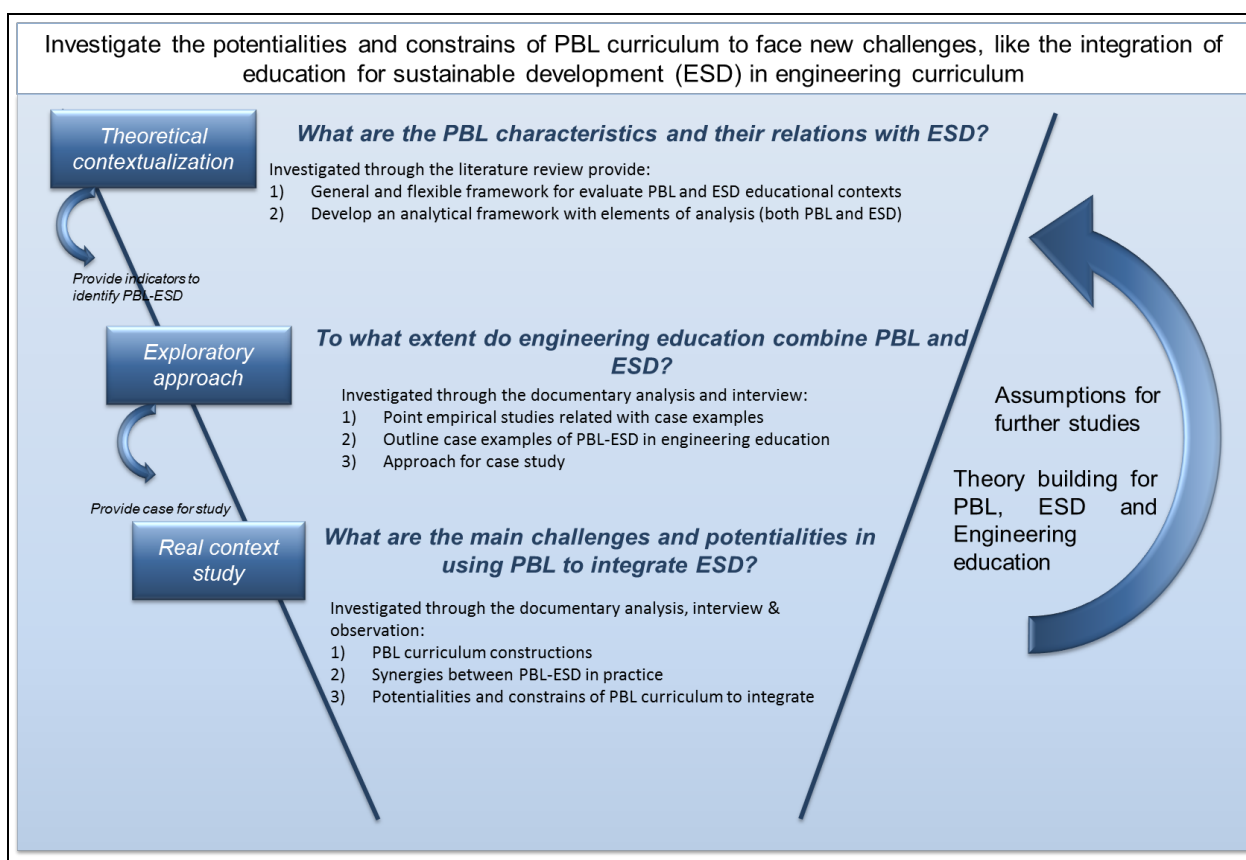 Investigate the potentialities and constrains of PBL curriculum to face new challenges, like the integration of
education for sustainable development (ESD) in engineering curriculum
Theoretical
contextualization
What are the PBL characteristics and their relations with ESD?
Investigated through the literature review provide:
1) General and flexible framework for evaluate PBL and ESD educational contexts
2) Develop an analytical framework with elements of analysis (both PBL and ESD)
Provide indicators to
identify PBL-ESD
Exploratory
approach
To what extent do engineering education combine PBL and
ESD?
Investigated through the documentary analysis and interview:
1) Point empirical studies related with case examples
2) Outline case examples of PBL-ESD in engineering education
3) Approach for case study
Provide case for study
Real context
study
What are the main challenges and potentialities in
using PBL to integrate ESD?
Investigated through the documentary analysis, interview &
observation:
1) PBL curriculum constructions
2) Synergies between PBL-ESD in practice
3) Potentialities and constrains of PBL curriculum to integrate
Assumptions for
further studies
Theory building for
PBL, ESD and
Engineering
education